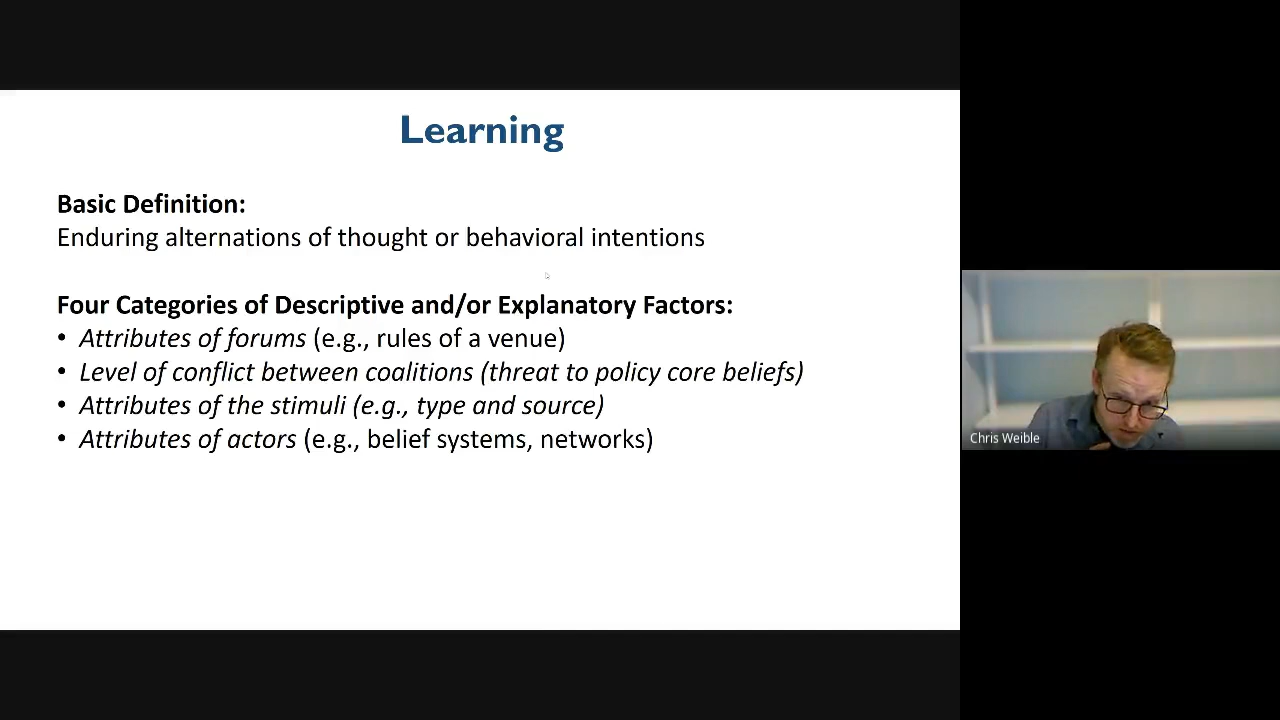 Learning
Basic Definition:
Enduring alternations of thought or behavioral intentions
Four Categories of Descriptive and/or Explanatory Factors:
• Attributes of forums (e.g., rules of a venue)
• Level of conflict between coalitions (threat to policy core beliefs)
• Attributes of the stimuli (e.g., type and source)
• Attributes of actors (e.g., belief systems, networks)
Chris Weible